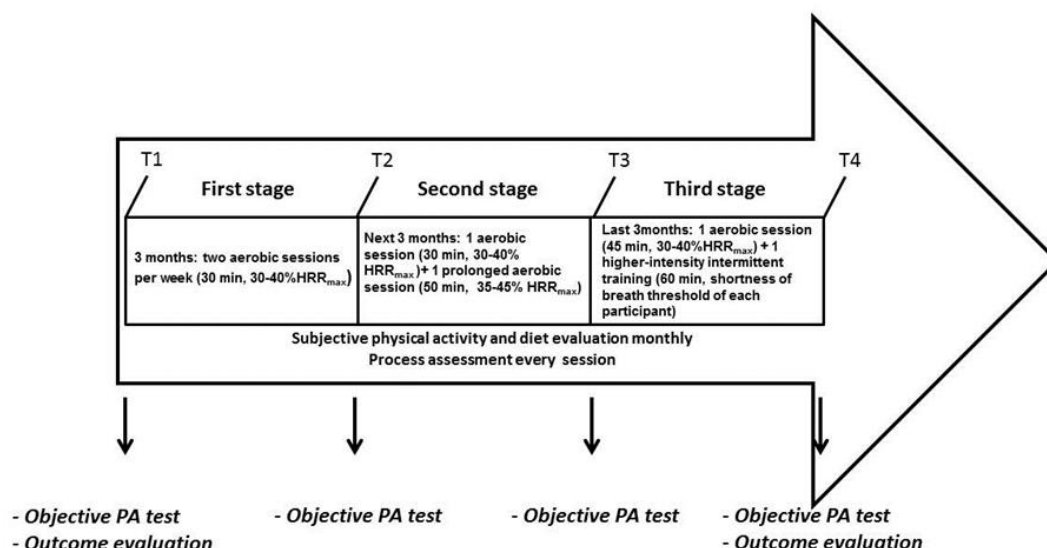 T1
T2
T3
T4
First stage
Second stage
Third stage
3 months: two aerobic sessions
per week (30 min, 30-40%HRRmax)
Next 3 months: 1 aerobic
session (30 min, 30-40%
HRRmax)+ 1 prolonged aerobic
session (50 min, 35-45% HRRmax)
Last 3months: 1 aerobic session
(45 min, 30-40%HRRmax) + 1
higher-intensity intermittent
training (60 min, shortness of
breath threshold of each
participant)
Subjective physical activity and diet evaluation monthly
Process assessment every session
- Objective PA test
- Outcome evaluation
- Objective PA test
- Objective PA test
- Objective PA test
- Outcome evaluation